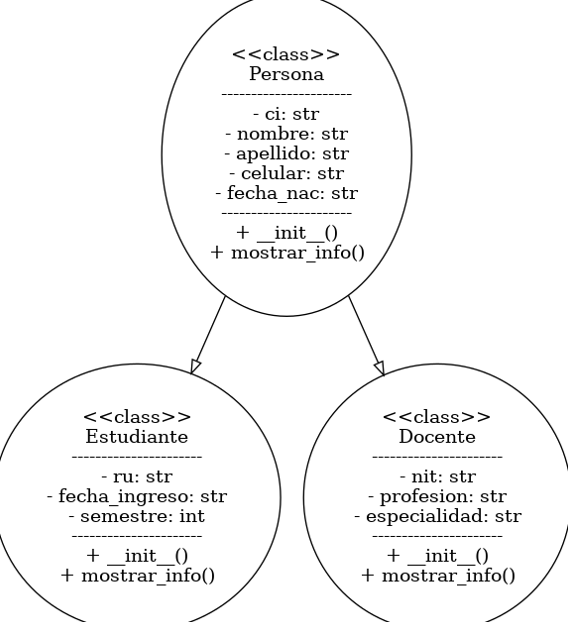 <<class>>
Persona
----------------------
- ci: str
- nombre: str
- apellido: str
- celular: str
- fecha_nac: str
----------------------
+ __init__()
+ mostrar_info()
<<class>>
Estudiante
----------------------
- ru: str
- fecha_ingreso: str
- semestre: int
----------------------
+ __init__()
+ mostrar_info()
<<class>>
Docente
----------------------
- nit: str
- profesion: str
- especialidad: str
----------------------
+ __init__()
+ mostrar_info()